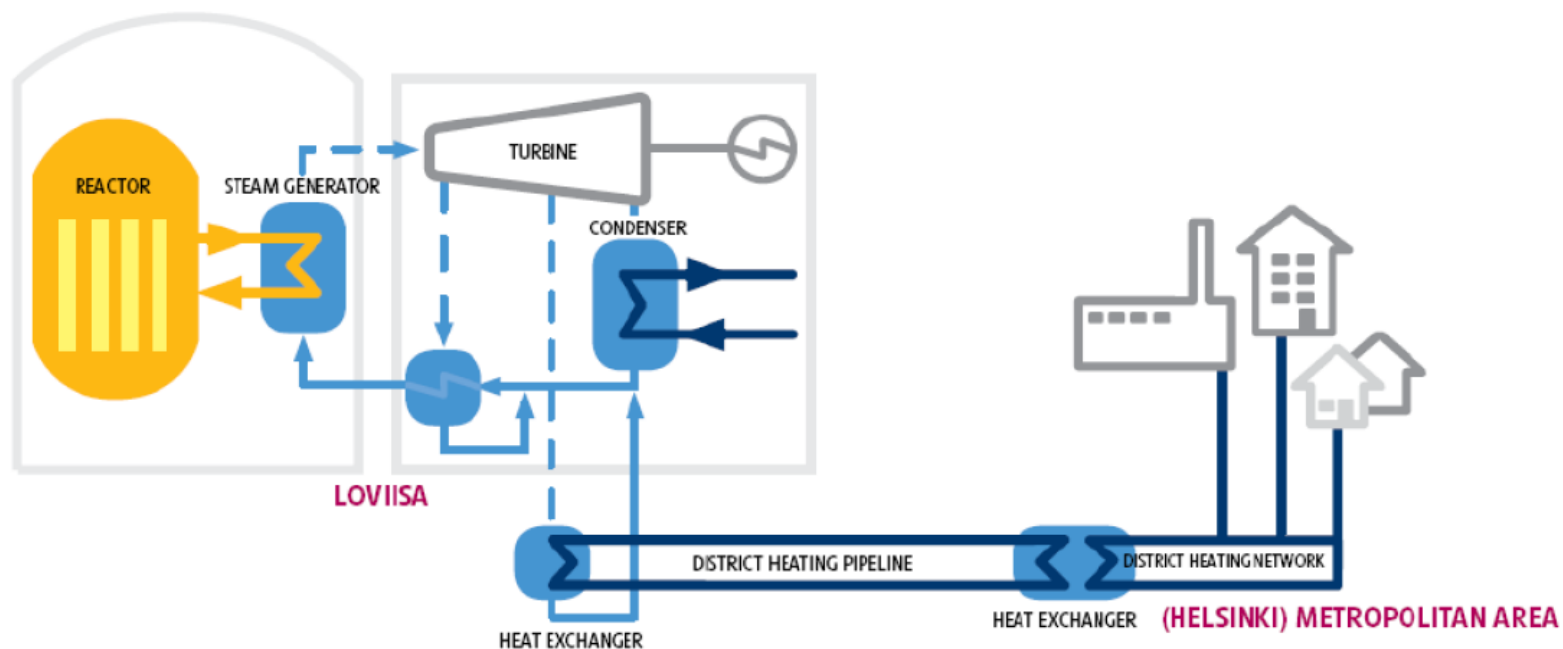 REACTOR
STEAM GENERATOR
TURBINE
CONDENSER
LOVIISA
DISTRICT HEATING PIPELINE
DISTRICT HEATING NETWORK
HEAT EXCHANGER
HEAT EXCHANGER
(HELSINKI) METROPOLITAN AREA